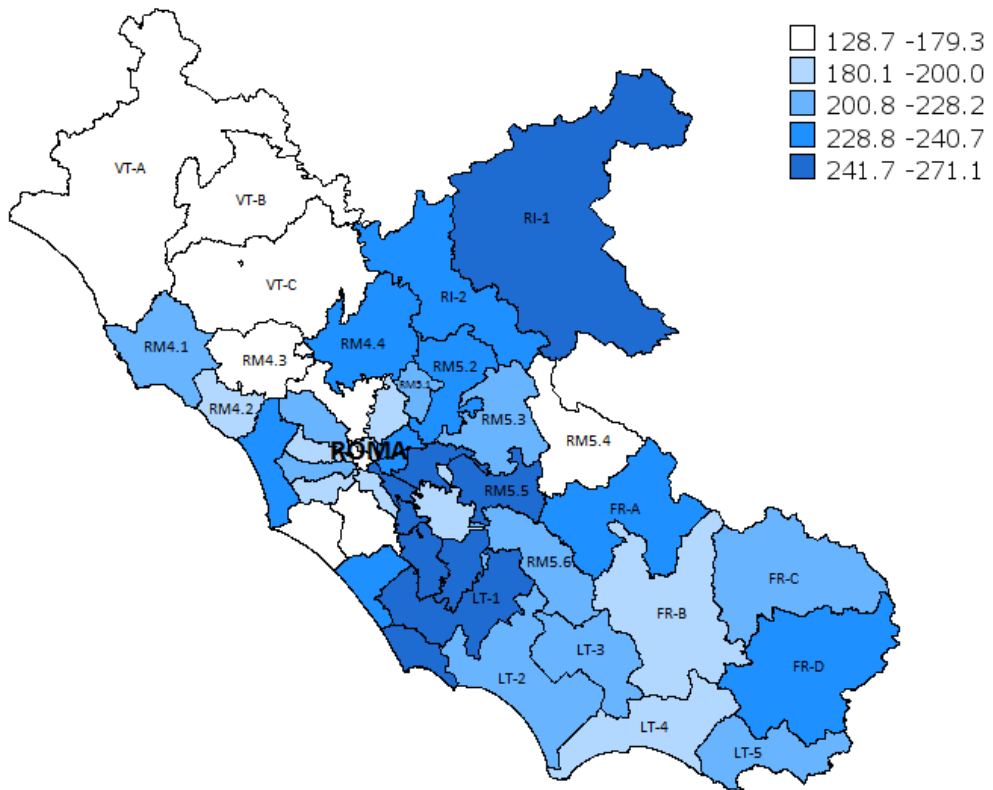 128.7 -179.3
180.1 -200.0
200.8 -228.2
228.8 -240.7
241.7 -271.1
VT-A
VT-B
RI-1
VT-C
RI-2
RM4.1
RM4.3
RM4.4
RM5.2
RM5.1
RM4.2
RM5.3
RM5.4
ROMA
RM5.5
FR-A
RM5.6
FR-C
LT-1
FR-B
LT-3
FR-D
LT-2
LT-4
LT-5